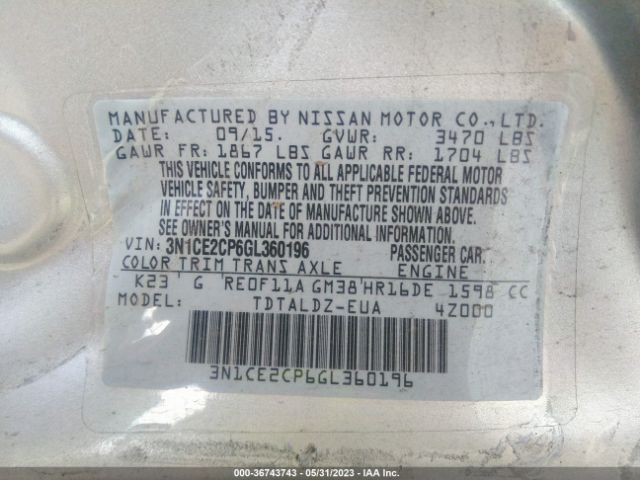 MANUFACTURED BY NISSAN MOTOR CO.,LTD.
DATE: 09/15. GVWR: 3470 LBS
GAWR FR: 1867 LBS GAWR RR: 1704 LBS
THIS VEHICLE CONFORMS TO ALL APPLICABLE FEDERAL MOTOR
VEHICLE SAFETY, BUMPER AND THEFT PREVENTION STANDARDS
IN EFFECT ON THE DATE OF MANUFACTURE SHOWN ABOVE.
SEE OWNER'S MANUAL FOR ADDITIONAL INFORMATION
VIN: 3N1CE2CP6GL360196 PASSENGER CAR.
COLOR TRIM TRANS AXLE ENGINE
K23 ' G RE0F11A GM38'HR16DE 1598 CC
MODEL: TDTALDZ-EUA 4Z000
3N1CE2CP6GL360196
000-36743743 - 05/31/2023 - IAA Inc.